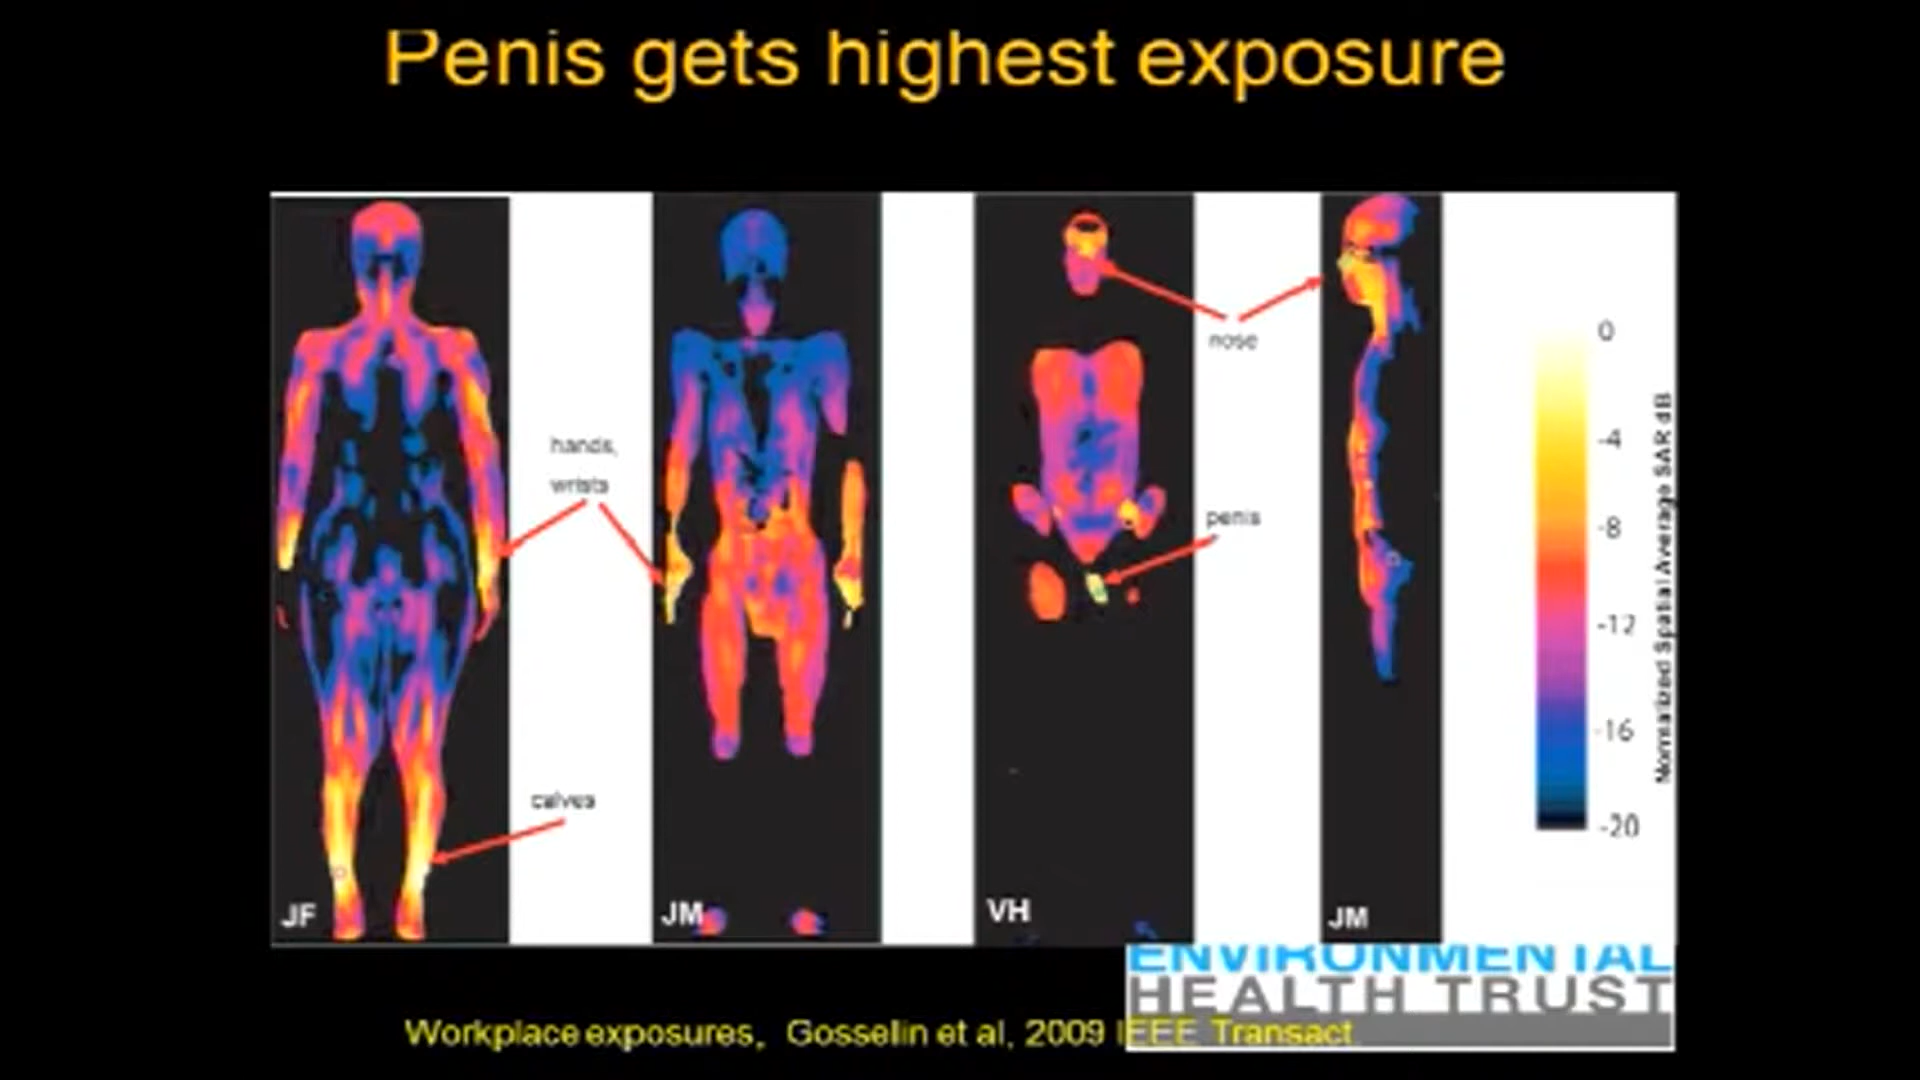 Penis gets highest exposure
nose
hands,
wrists
penis
calves
JF
JM
VH
JM
0
-4
-8
-12
-16
-20
Normalized Spatial Average SAR dB
ENVIRONMENTAL
HEALTH TRUST
Workplace exposures, Gosselin et al, 2009 IEEE Transact